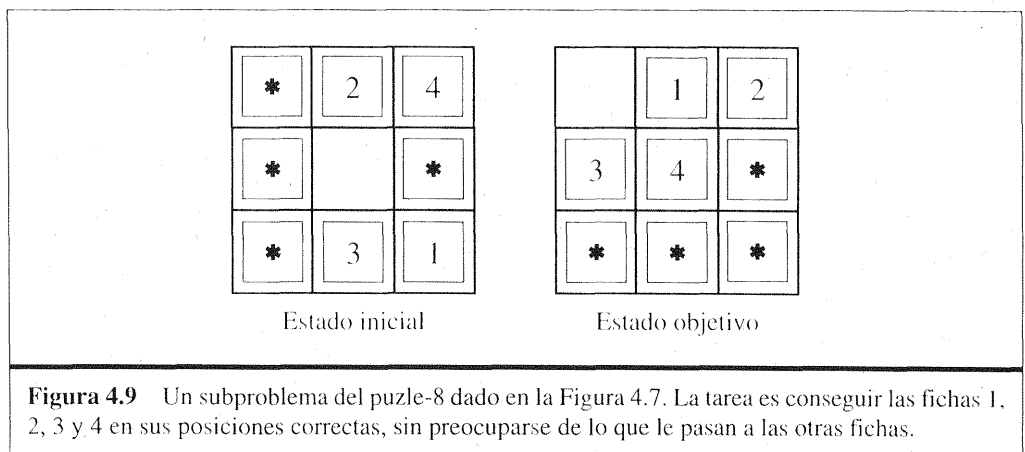 * 2 4 1 2
* * 3 4 *
* 3 1 * * *
Estado inicial Estado objetivo
Figura 4.9 Un subproblema del puzle-8 dado en la Figura 4.7. La tarea es conseguir las fichas 1,
2, 3 y 4 en sus posiciones correctas, sin preocuparse de lo que le pasan a las otras fichas.